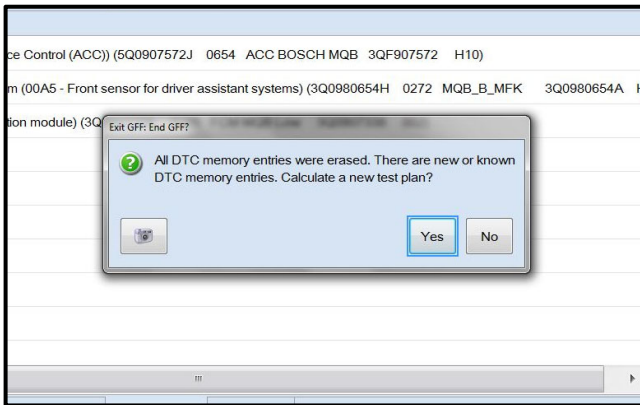 ce Control (ACC)) (5Q0907572J 0654 ACC BOSCH MQB 3QF907572 H10)
m (00A5 - Front sensor for driver assistant systems) (3Q0980654H 0272 MQB_B_MFK 3Q0980654A H
tion module) (3Q
Exit GFF: End GFF?
All DTC memory entries were erased. There are new or known
DTC memory entries. Calculate a new test plan?
Yes No